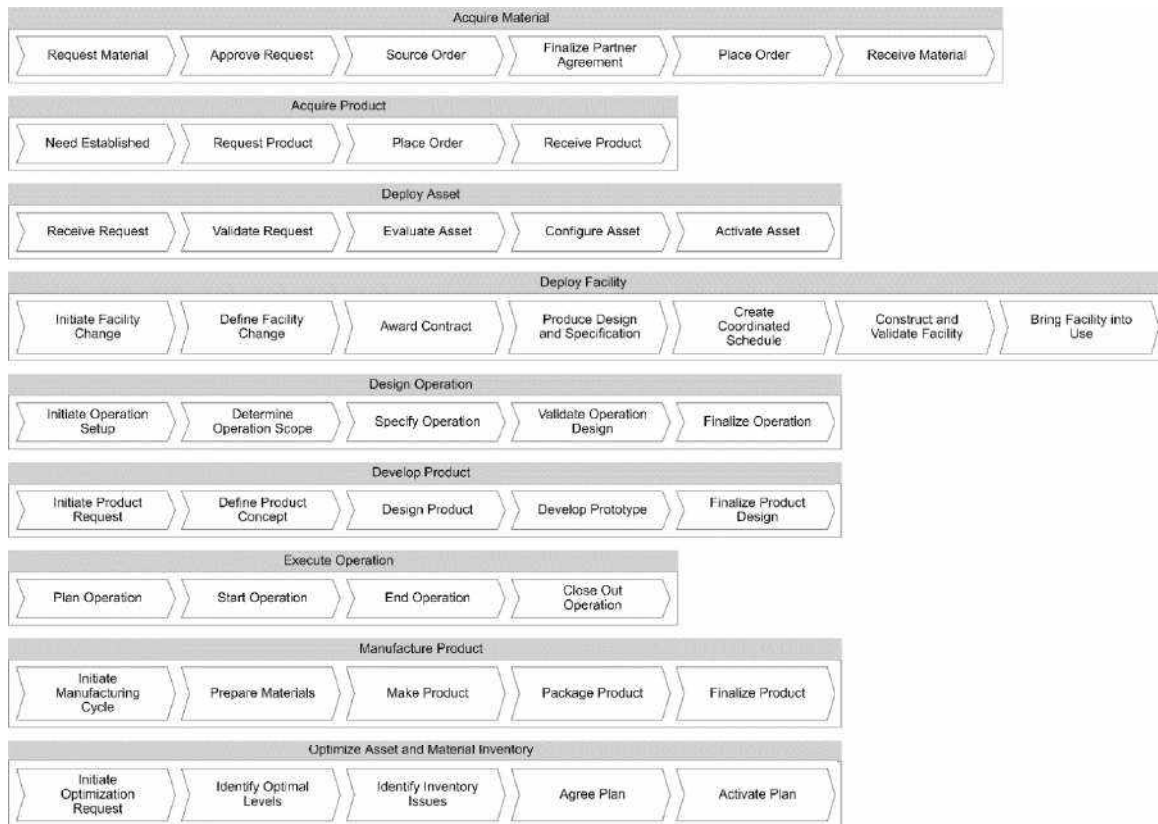 Acquire Material
Request Material
Approve Request
Source Order
Finalize Partner
Agreement
Place Order
Receive Material
Acquire Product
Need Established
Request Product
Place Order
Receive Product
Deploy Asset
Receive Request
Validate Request
Evaluate Asset
Configure Asset
Activate Asset
Deploy Facility
Initiate Facility
Change
Define Facility
Change
Award Contract
Produce Design
and Specification
Create
Coordinated
Schedule
Construct and
Validate Facility
Bring Facility into
Use
Design Operation
Initiate Operation
Setup
Determine
Operation Scope
Specify Operation
Validate Operation
Design
Finalize Operation
Develop Product
Initiate Product
Request
Define Product
Concept
Design Product
Develop Prototype
Finalize Product
Design
Execute Operation
Plan Operation
Start Operation
End Operation
Close Out
Operation
Manufacture Product
Initiate
Manufacturing
Cycle
Prepare Materials
Make Product
Package Product
Finalize Product
Optimize Asset and Material Inventory
Initiate
Optimization
Request
Identify Optimal
Levels
Identify Inventory
Issues
Agree Plan
Activate Plan